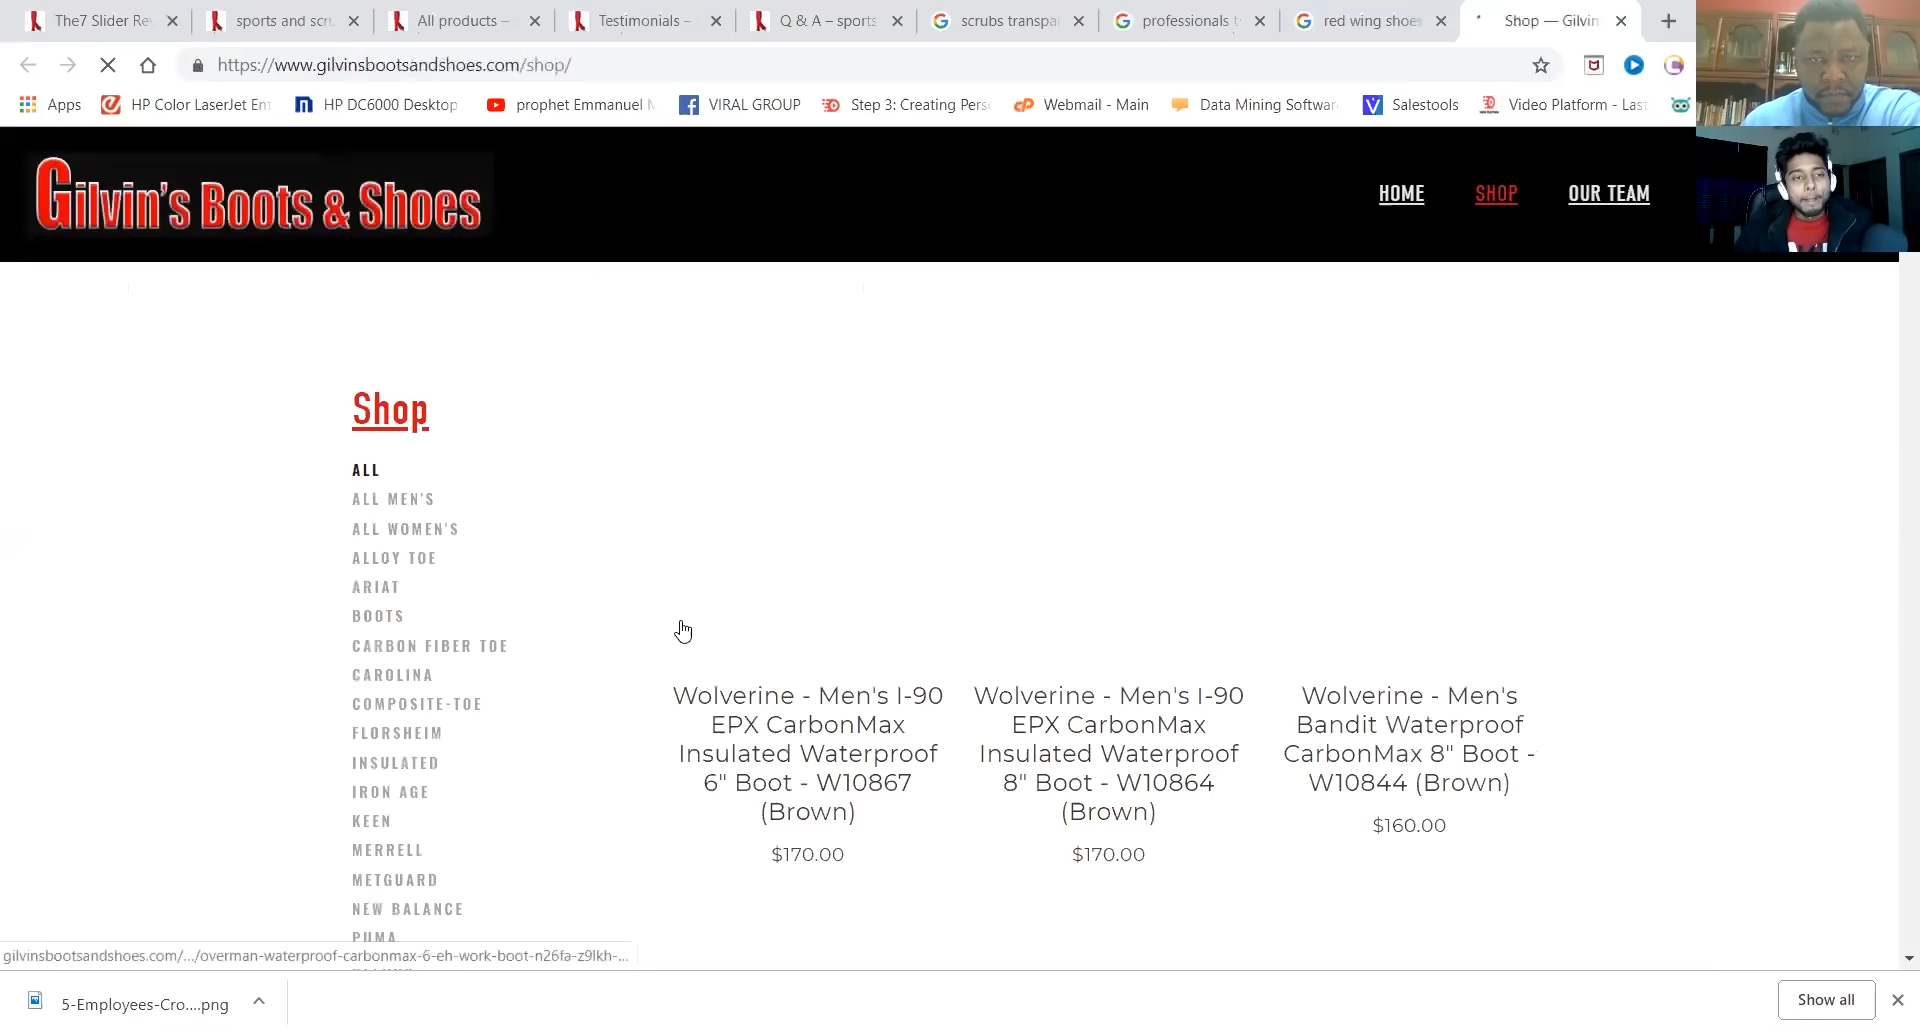 The7 Slider Rev
sports and scru
All products –
Testimonials –
Q & A – sports
scrubs transpa
professionals t
red wing shoes
Shop — Gilvin
https://www.gilvinsbootsandshoes.com/shop/
Apps
HP Color LaserJet Ent
HP DC6000 Desktop
prophet Emmanuel M
VIRAL GROUP
Step 3: Creating Perso
Webmail - Main
Data Mining Softwar
Salestools
Video Platform - Last
Gilvin's Boots & Shoes
HOME
SHOP
OUR TEAM
Shop
ALL
ALL MEN'S
ALL WOMEN'S
ALLOY TOE
ARIAT
BOOTS
CARBON FIBER TOE
CAROLINA
COMPOSITE-TOE
FLORSHEIM
INSULATED
IRON AGE
KEEN
MERRELL
METGUARD
NEW BALANCE
PUMA
Wolverine - Men's I-90
EPX CarbonMax
Insulated Waterproof
6" Boot - W10867
(Brown)
$170.00
Wolverine - Men's I-90
EPX CarbonMax
Insulated Waterproof
8" Boot - W10864
(Brown)
$170.00
Wolverine - Men's
Bandit Waterproof
CarbonMax 8" Boot -
W10844 (Brown)
$160.00
gilvinsbootsandshoes.com/.../overman-waterproof-carbonmax-6-eh-work-boot-n26fa-z9lkh-...
5-Employees-Cro....png
Show all